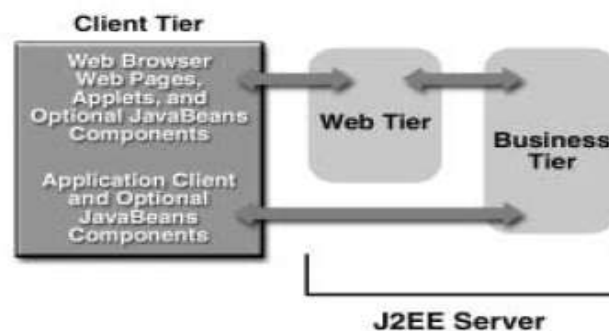 Client Tier
Web Browser
Web Pages,
Applets, and
Optional JavaBeans
Components
Application Client
and Optional
JavaBeans
Components
Web Tier
Business
Tier
J2EE Server